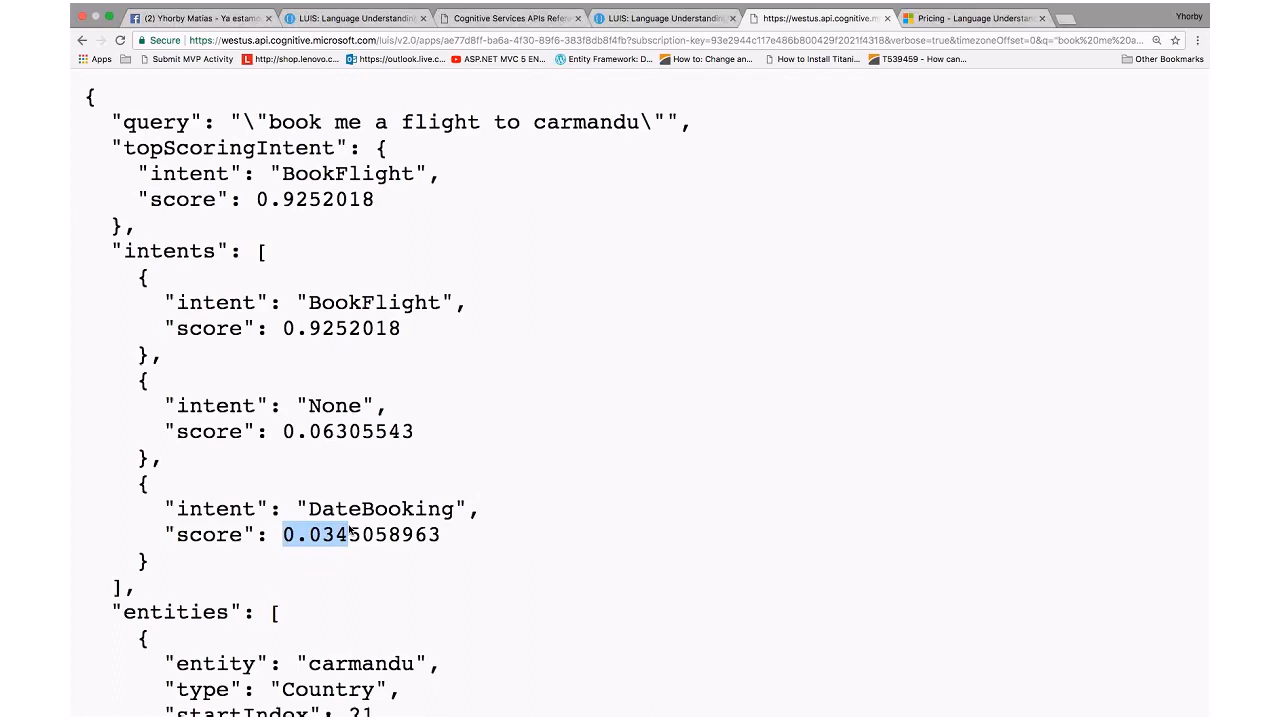 (2) Yhorby Matias - Ya estamo
LUIS: Language Understandin
Cognitive Services APIs Refere
LUIS: Language Understandin
https://westus.api.cognitive.m
Pricing - Language Understan
Yhorby
Secure | https://westus.api.cognitive.microsoft.com/luis/v2.0/apps/ae77d8ff-ba6a-4f30-89f6-383f8db8f4fb?subscription-key=93e2944c117e486b800429f2021f4318&verbose=true&timezoneOffset=0&q="book%20me%20a...
Apps
Submit MVP Activity
http://shop.lenovo.c...
https://outlook.live.c...
ASP.NET MVC 5 EN...
Entity Framework: D...
How to: Change an...
How to Install Titani...
T539459 - How can...
Other Bookmarks
{
"query": "\"book me a flight to carmandu\"",
"topScoringIntent": {
"intent": "BookFlight",
"score": 0.9252018
},
"intents": [
{
"intent": "BookFlight",
"score": 0.9252018
},
{
"intent": "None",
"score": 0.06305543
},
{
"intent": "DateBooking",
"score": 0.0345058963
}
],
"entities": [
{
"entity": "carmandu",
"type": "Country",
"startIndex": 21,